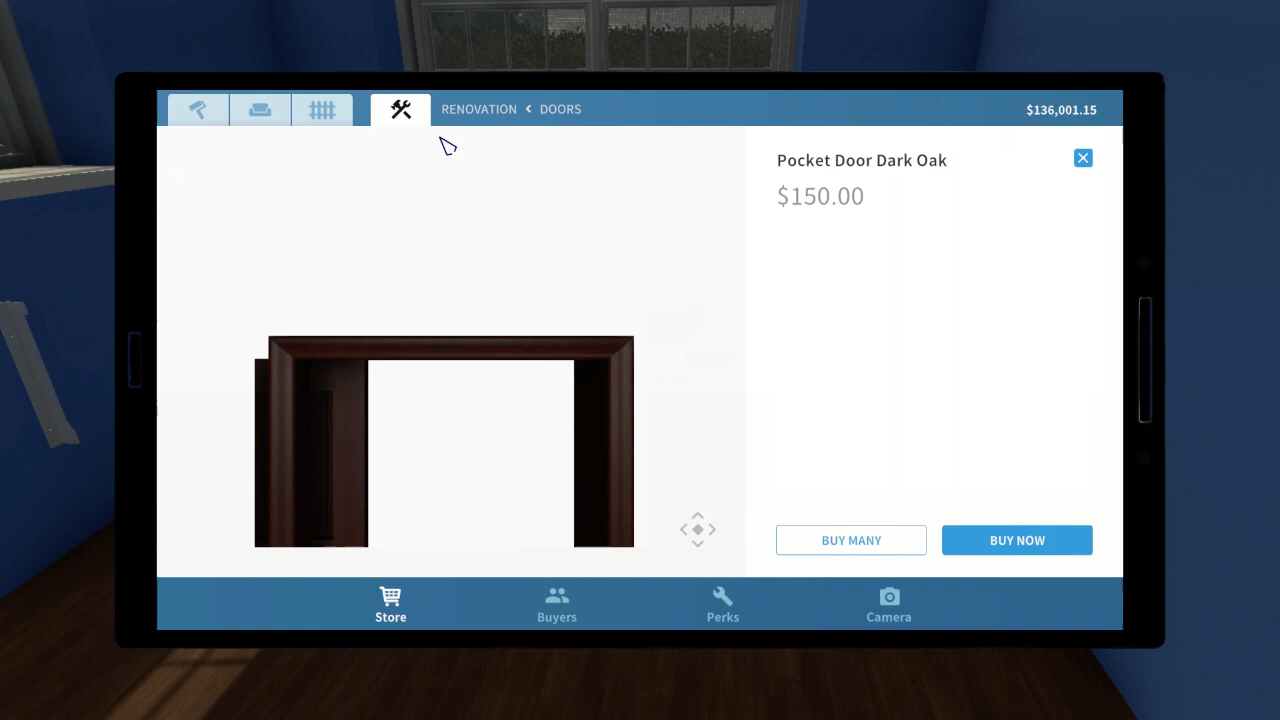 RENOVATION < DOORS
$136,001.15
Pocket Door Dark Oak
$150.00
BUY MANY
BUY NOW
Store
Buyers
Perks
Camera